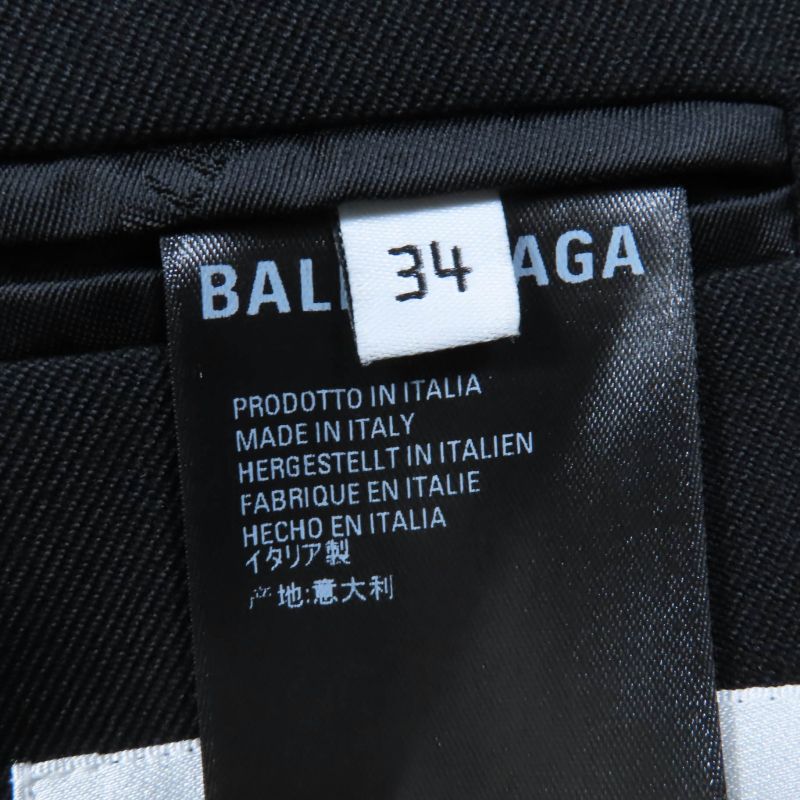 BAL AGA
34
PRODOTTO IN ITALIA
MADE IN ITALY
HERGESTELLT IN ITALIEN
FABRIQUE EN ITALIE
HECHO EN ITALIA
イタリア製
产地:意大利